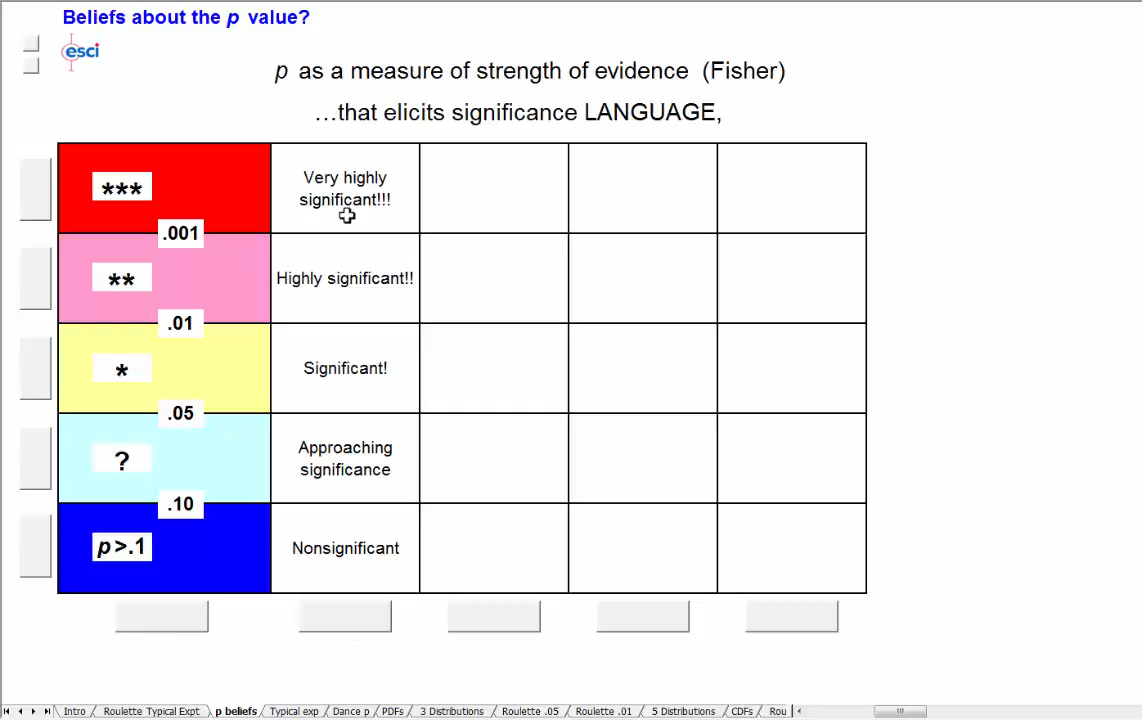 Beliefs about the p value?
esci
p as a measure of strength of evidence (Fisher)
…that elicits significance LANGUAGE,
***
Very highly
significant!!!
.001
**
Highly significant!!
.01
*
Significant!
.05
?
Approaching
significance
.10
p>.1
Nonsignificant
Intro
Roulette Typical Expt
p beliefs
Typical exp
Dance p
PDFs
3 Distributions
Roulette .05
Roulette .01
5 Distributions
CDFs
Rou